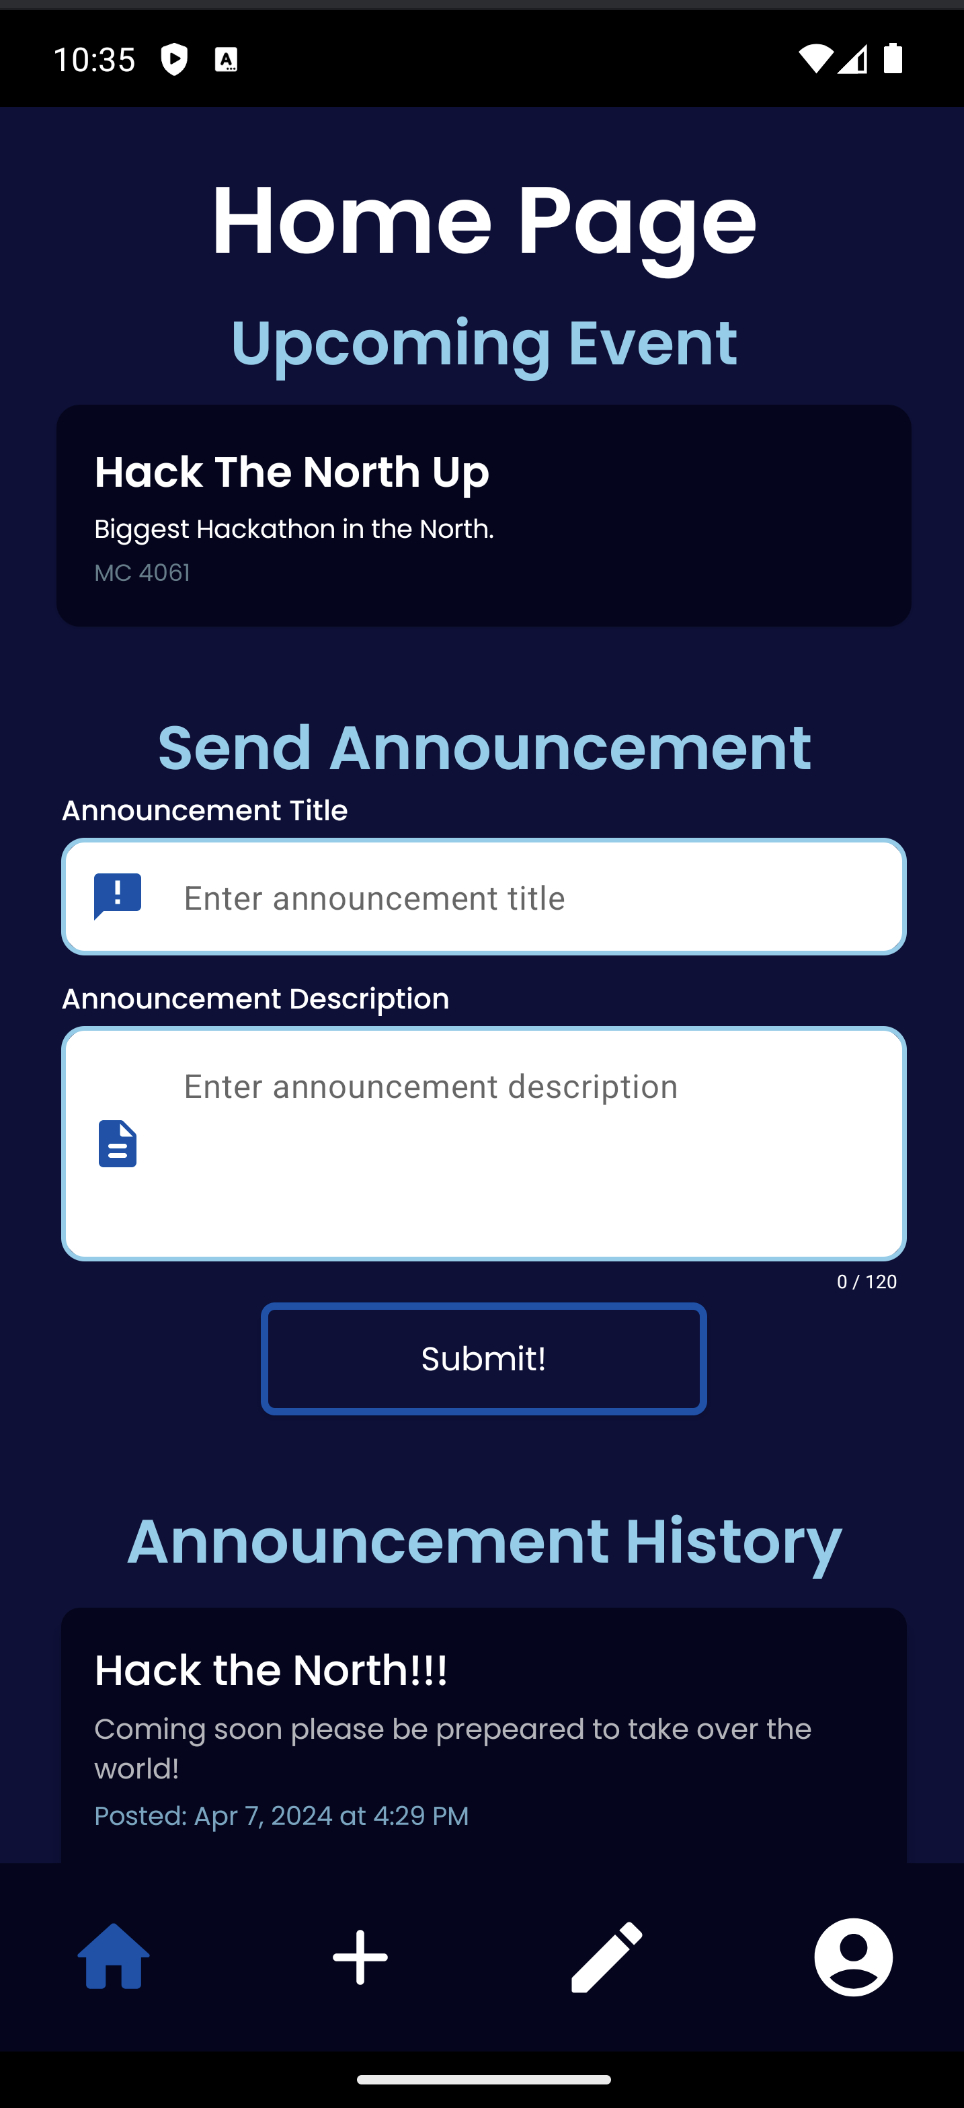 10:35
Home Page
Upcoming Event
Hack The North Up
Biggest Hackathon in the North.
MC 4061
Send Announcement
Announcement Title
Enter announcement title
Announcement Description
Enter announcement description
0 / 120
Submit!
Announcement History
Hack the North!!!
Coming soon please be prepeared to take over the
world!
Posted: Apr 7, 2024 at 4:29 PM